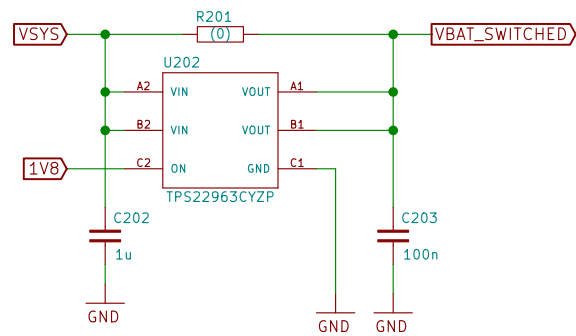 R201
VSYS
(0)
VBAT_SWITCHED
U202
A2 VIN VOUT A1
B2 VIN VOUT B1
1V8 C2 ON GND C1
TPS22963CYZP
C202
1u
C203
100n
GND
GND
GND